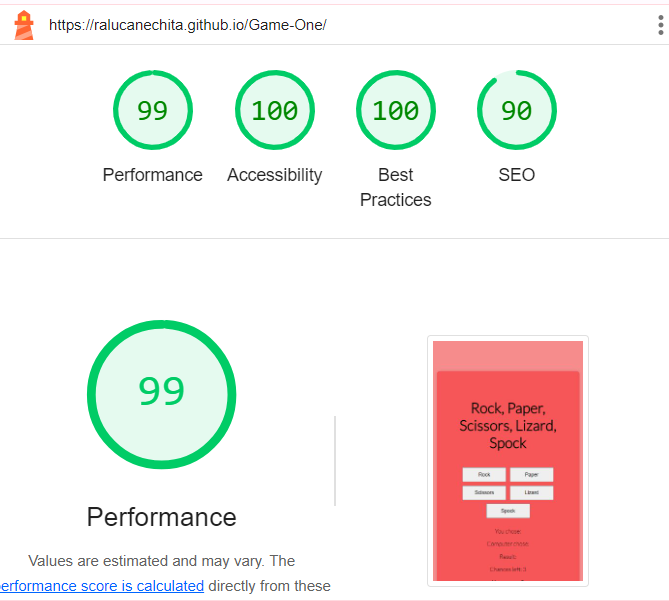 https://ralucanechita.github.io/Game-One/
99
100
100
90
Performance
Accessibility
Best
Practices
SEO
99
Performance
Values are estimated and may vary. The
erformance score is calculated directly from these
Rock, Paper,
Scissors, Lizard,
Spock
Rock
Paper
Scissors
Lizard
Spock
You chose:
Computer chose:
Result:
Chances left: 3